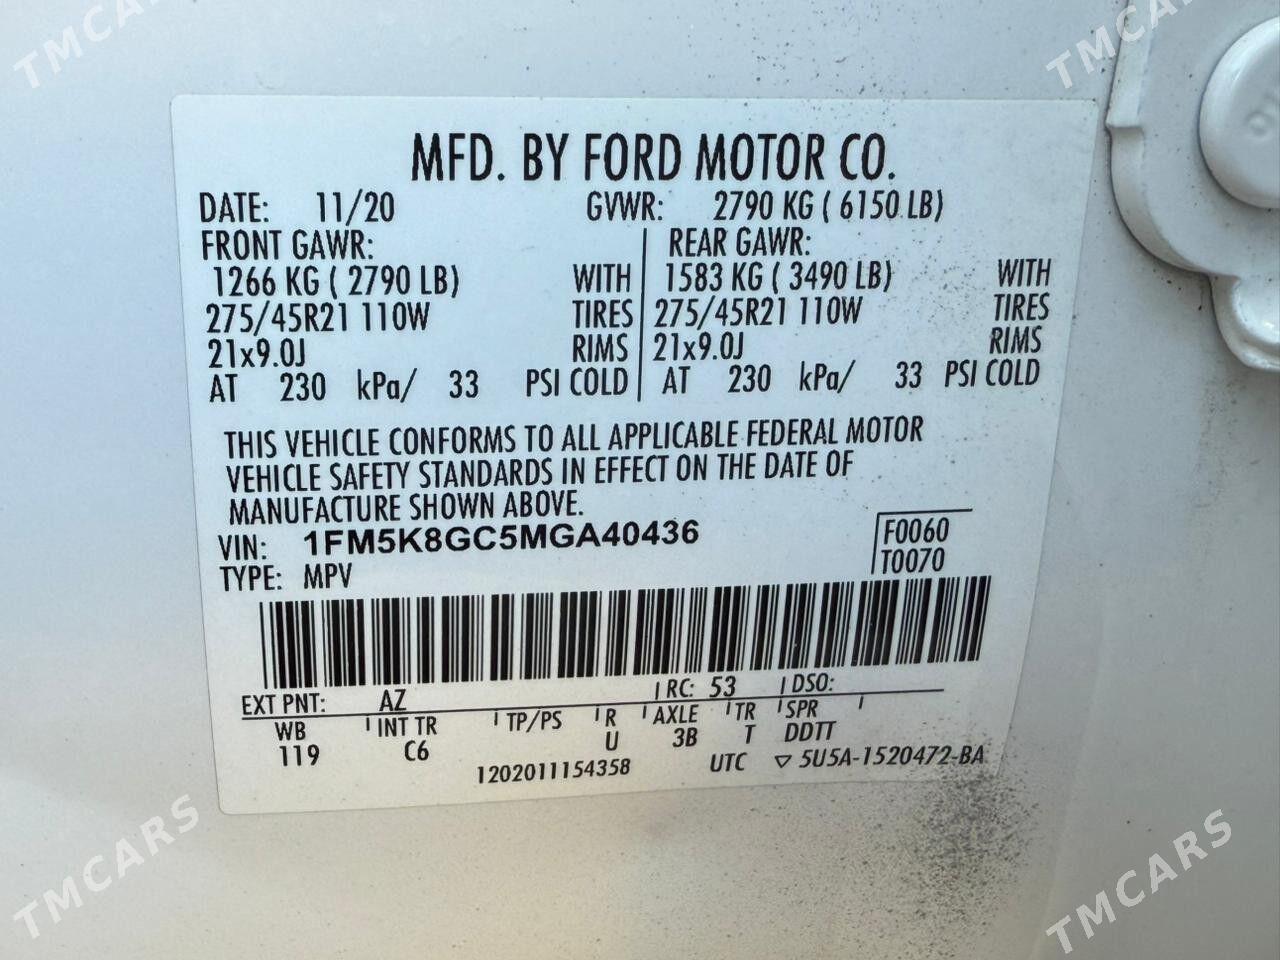 TMCARS
TMCARS
MFD. BY FORD MOTOR CO.
DATE: 11/20 GVWR: 2790 KG ( 6150 LB)
FRONT GAWR: REAR GAWR:
1266 KG ( 2790 LB) WITH 1583 KG ( 3490 LB) WITH
275/45R21 110W TIRES 275/45R21 110W TIRES
21x9.0J RIMS 21x9.0J RIMS
AT 230 kPa/ 33 PSI COLD AT 230 kPa/ 33 PSI COLD
THIS VEHICLE CONFORMS TO ALL APPLICABLE FEDERAL MOTOR
VEHICLE SAFETY STANDARDS IN EFFECT ON THE DATE OF
MANUFACTURE SHOWN ABOVE.
VIN: 1FM5K8GC5MGA40436 F0060
TYPE: MPV T0070
EXT PNT: AZ RC: 53 DSO:
WB INT TR TP/PS R AXLE TR SPR
119 C6 U 3B T DDTT
1202011154358 UTC ▽ 5U5A-1520472-BA
TMCARS
TMCARS